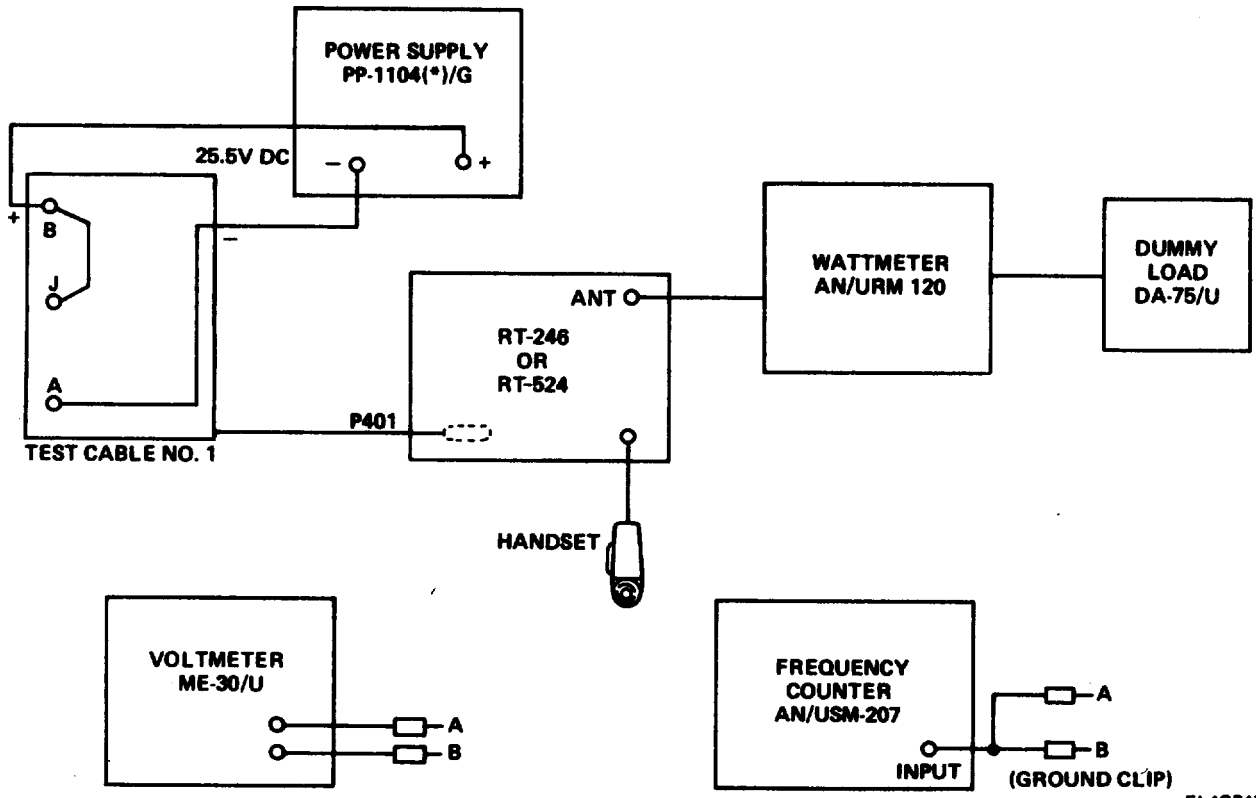 POWER SUPPLY
PP-1104(*)/G
25.5V DC
−
+
+
B
−
J
A
TEST CABLE NO. 1
P401
ANT
RT-246
OR
RT-524
WATTMETER
AN/URM 120
DUMMY
LOAD
DA-75/U
HANDSET
VOLTMETER
ME-30/U
A
B
FREQUENCY
COUNTER
AN/USM-207
INPUT
A
B
(GROUND CLIP)